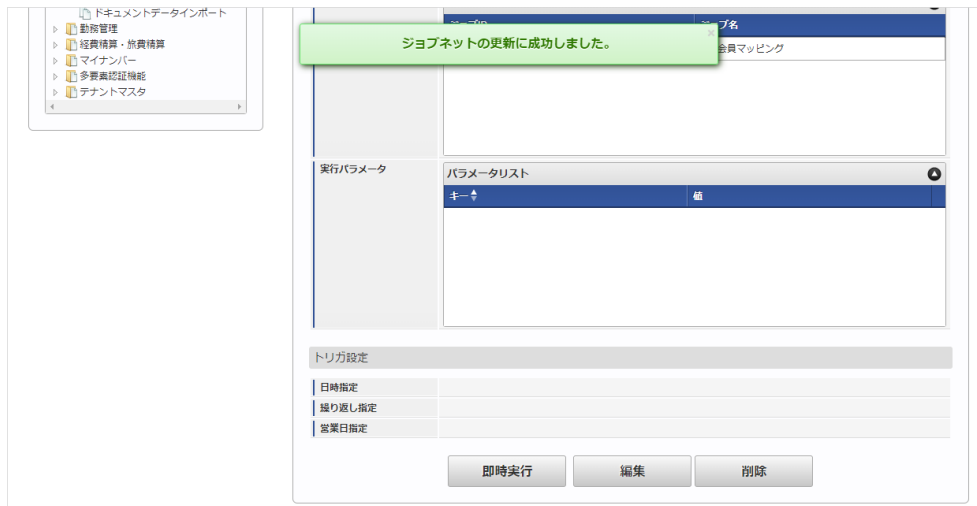 ドキュメントデータインポート
勤務管理
経費精算・旅費精算
マイナンバー
多要素認証機能
テナントマスタ
ジョブネットの更新に成功しました。
×
会員マッピング
実行パラメータ
パラメータリスト
キー
値
トリガ設定
日時指定
繰り返し指定
営業日指定
即時実行
編集
削除